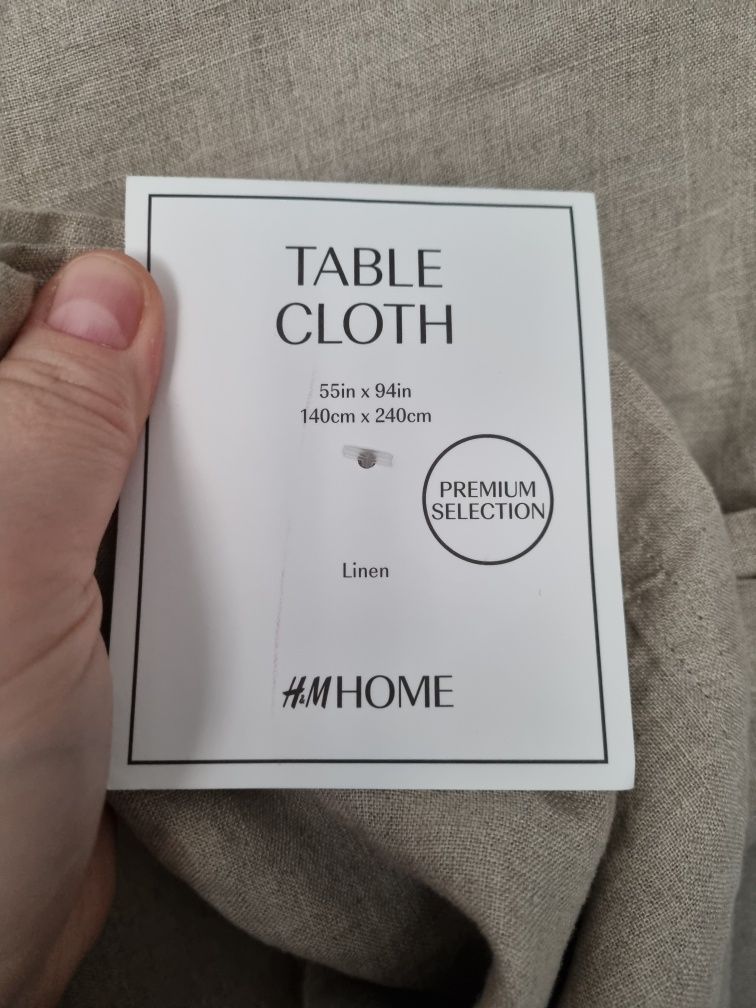 TABLE
CLOTH
55in x 94in
140cm x 240cm
PREMIUM
SELECTION
Linen
H&M HOME